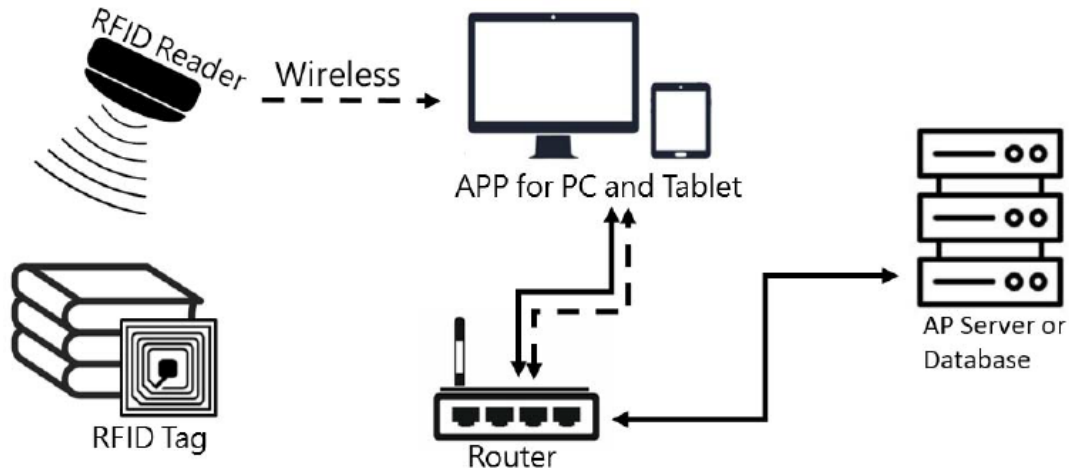 RFID Reader
Wireless
APP for PC and Tablet
AP Server or
Database
RFID Tag
Router